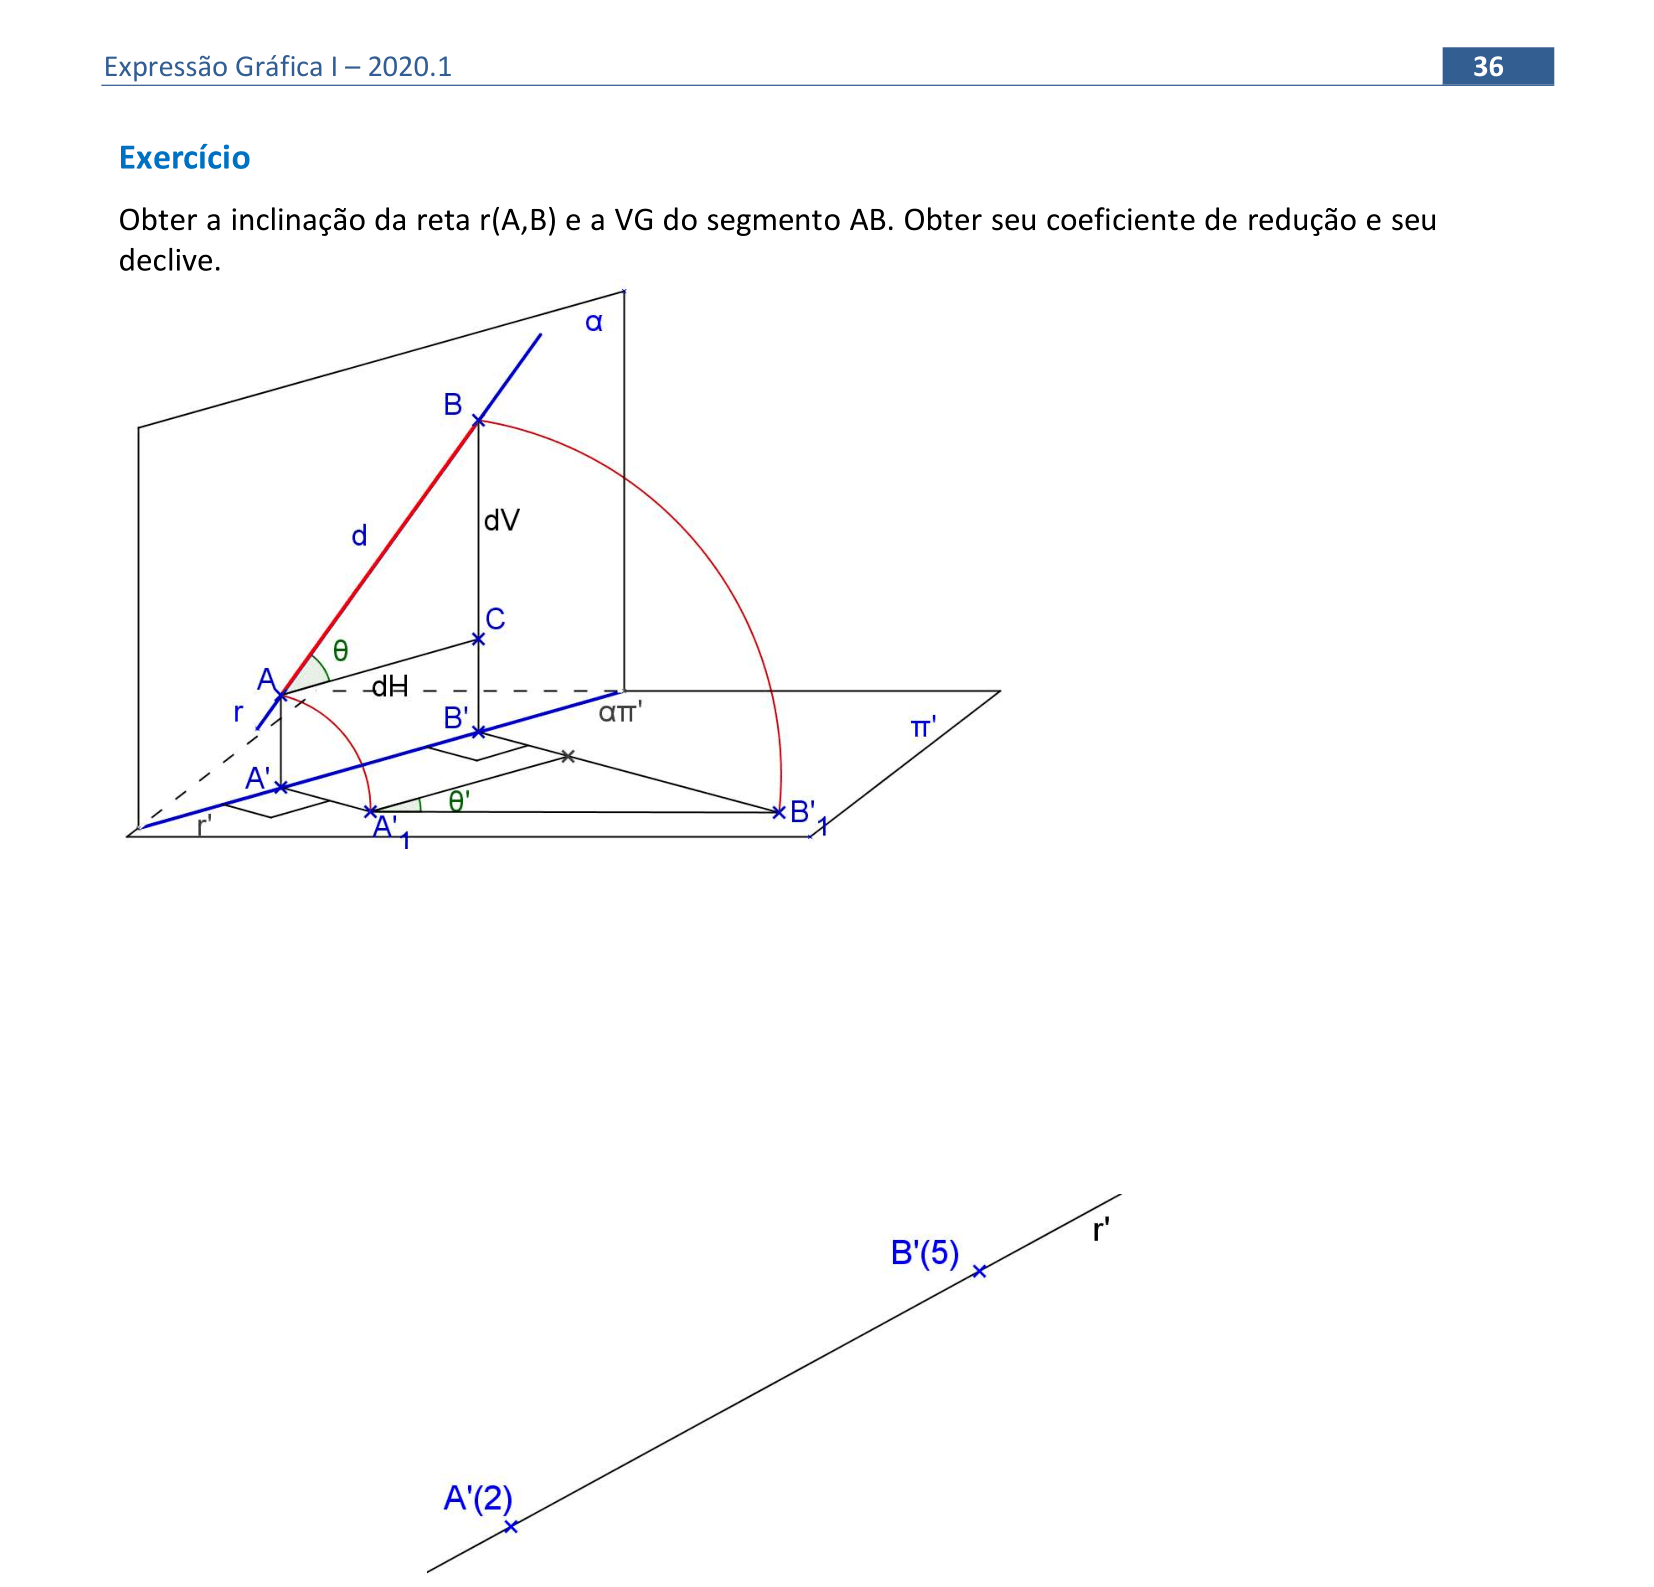 Expressão Gráfica I – 2020.1
36
Exercício
Obter a inclinação da reta r(A,B) e a VG do segmento AB. Obter seu coeficiente de redução e seu
declive.
α
B
dV
d
C
θ
A
dH
r
B'
απ'
π'
A'
θ'
r'
A'1
B'1
r'
B'(5)
A'(2)